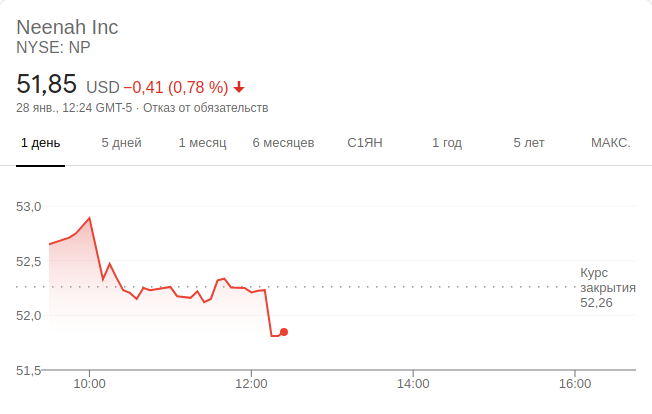 Neenah Inc
NYSE: NP
51,85 USD −0,41 (0,78 %)
28 янв., 12:24 GMT-5 · Отказ от обязательств
1 день 5 дней 1 месяц 6 месяцев С1ЯН 1 год 5 лет МАКС.
53,0
52,5
Курс
закрытия
52,26
52,0
51,5
10:00 12:00 14:00 16:00